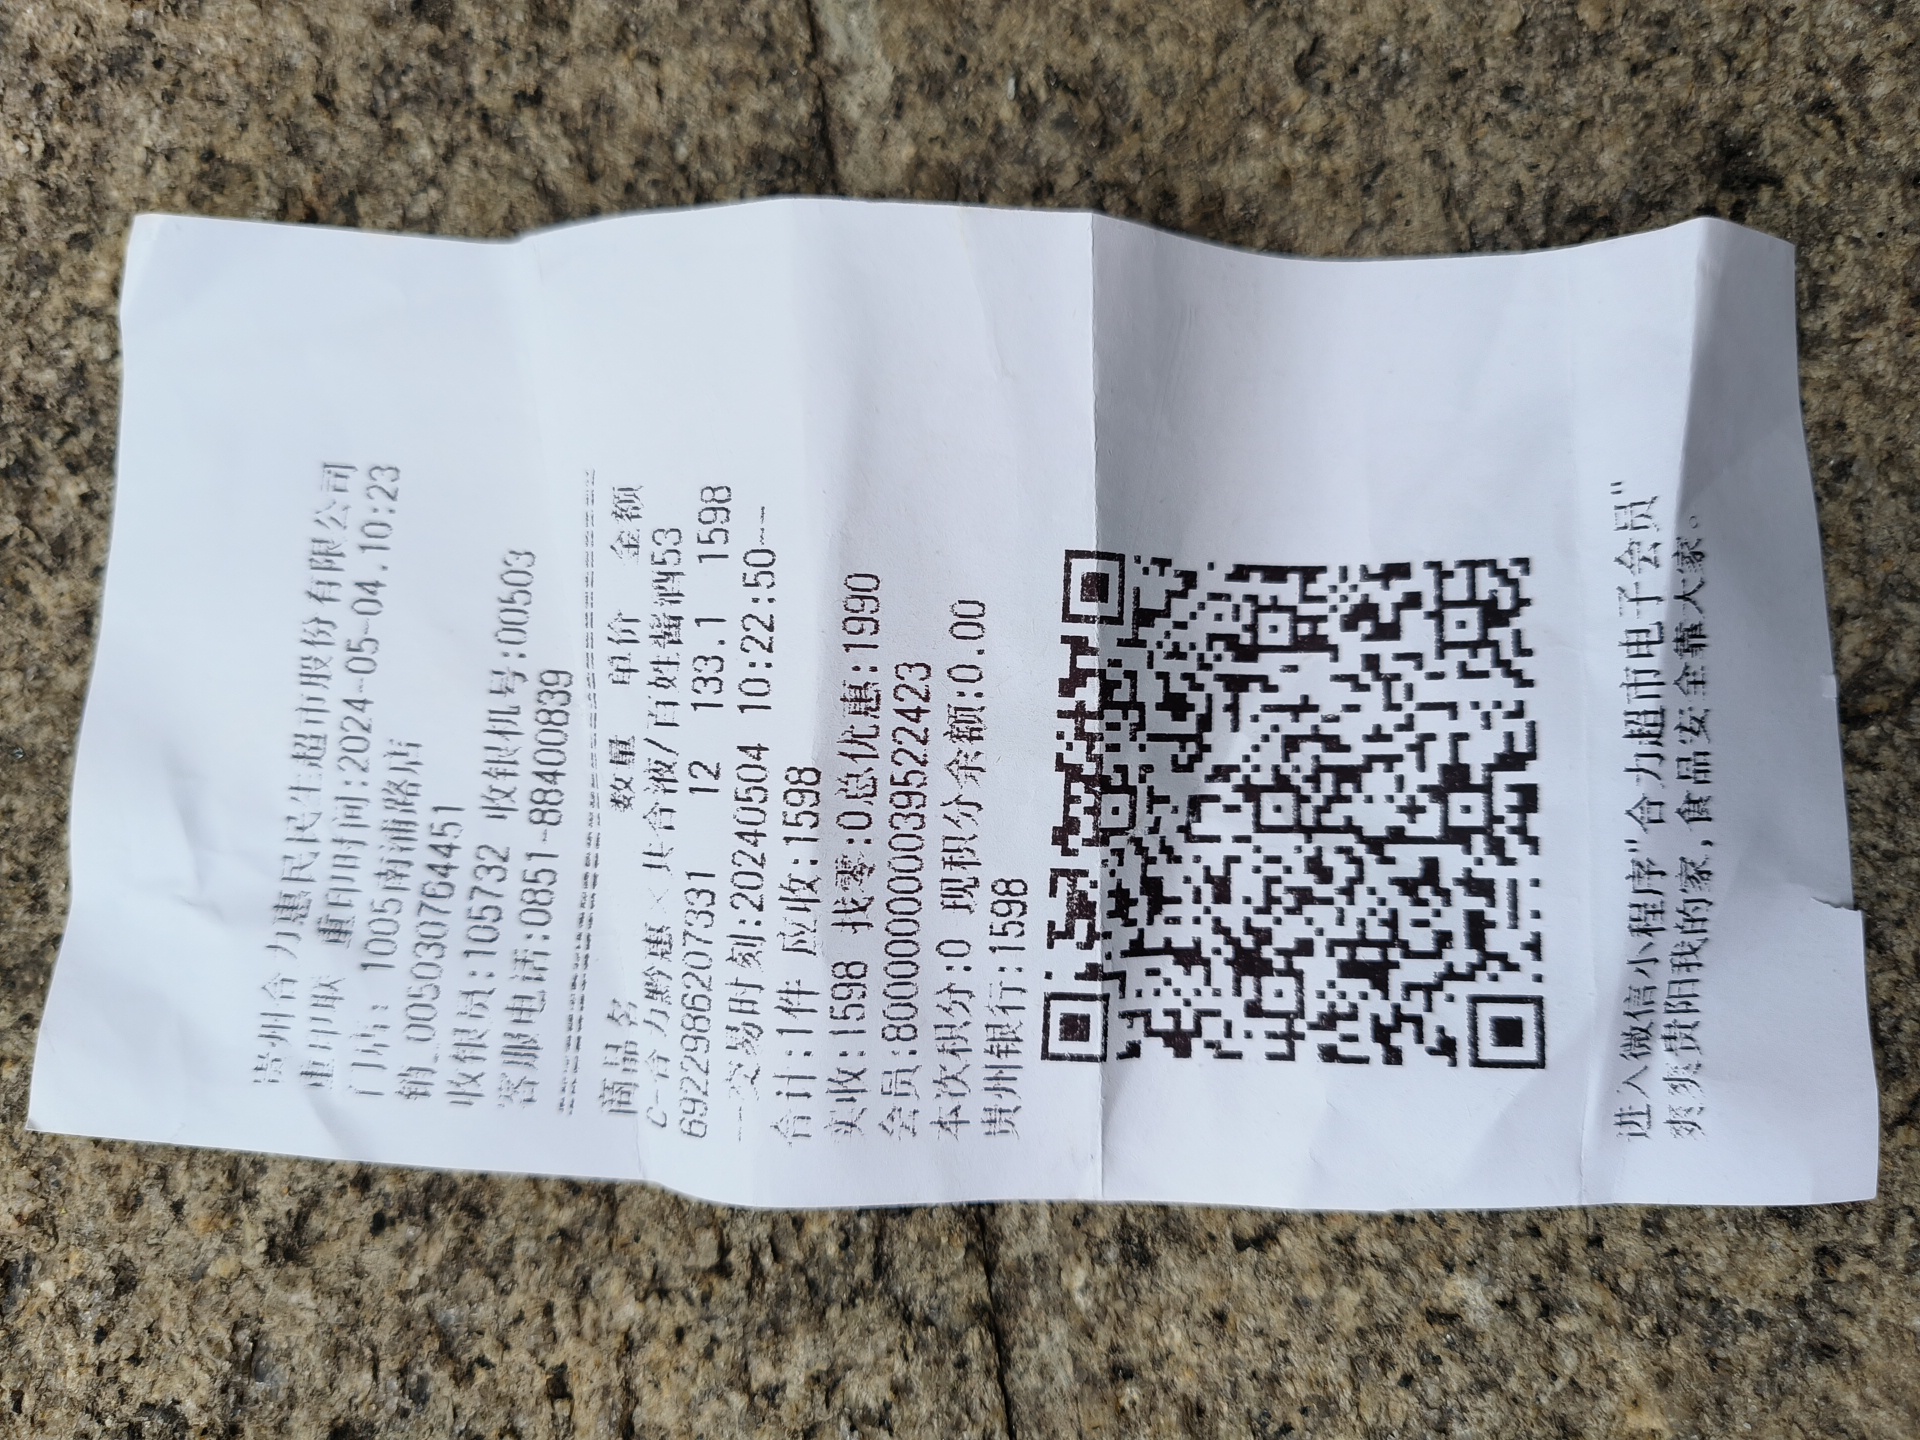 贵州合力惠民民生超市股份有限公司
重印联 重印时间:2024-05-04.10:23
门店: 1005南浦路店
销_005030764451
收银员:105732 收银机号:00503
客服电话:0851-88400839
商品名 数量 单价 金额
C-合力黔惠×共合液/百姓酱酒53
6922986207331 12 133.1 1598
--交易时刻:20240504 10:22:50--
合计:1件 应收:1598
实收:1598 找零:0总优惠:1990
会员:8000000000395222423
本次积分:0 现积分余额:0.00
贵州银行:1598
进入微信小程序"合力超市电子会员"
爽爽贵阳我的家,食品安全靠大家。